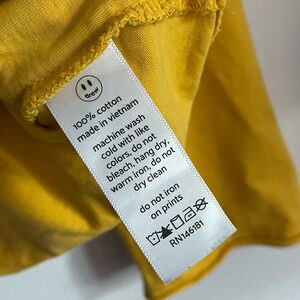 drew
100% cotton
made in vietnam
machine wash
cold with like
colors, do not
bleach, hang dry,
warm iron, do not
dry clean
do not iron
on prints
RN146181